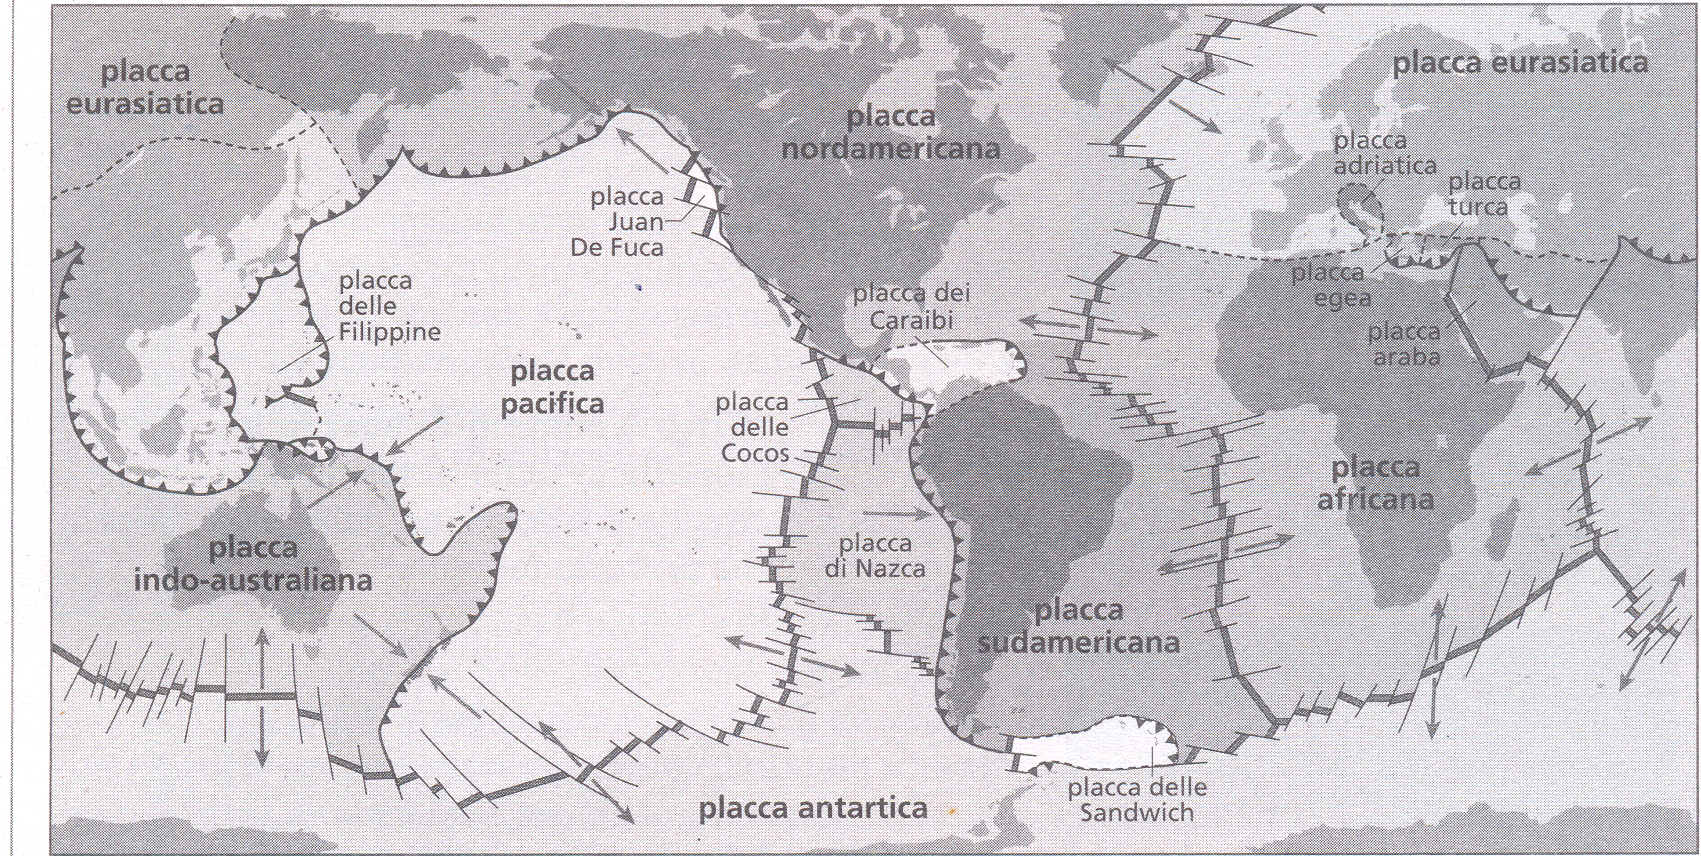 placca
eurasiatica
placca
nordamericana
placca eurasiatica
placca
adriatica
placca
turca
placca
Juan
De Fuca
placca
delle
Filippine
placca dei
Caraibi
placca
egea
placca
araba
placca
pacifica
placca
delle
Cocos
placca
africana
placca
indo-australiana
placca
di Nazca
placca
sudamericana
placca antartica
placca delle
Sandwich